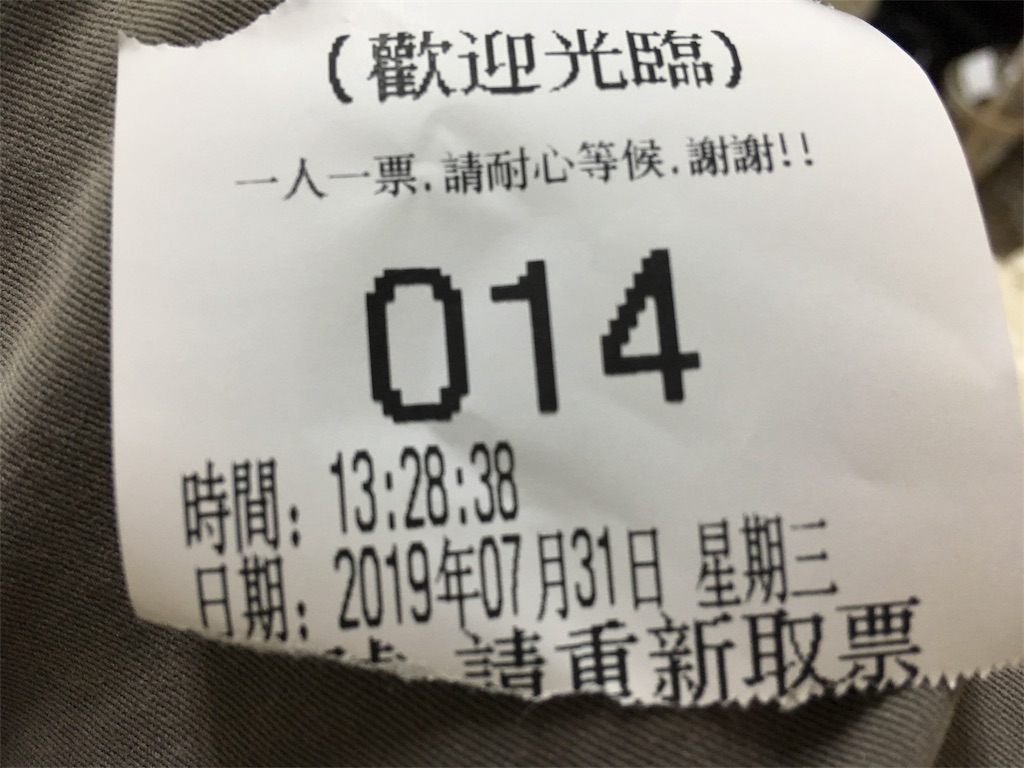 (歡迎光臨)
一人一票.請耐心等候.謝謝!!
014
時間: 13:28:38
日期: 2019年07月31日 星期三
請重新取票